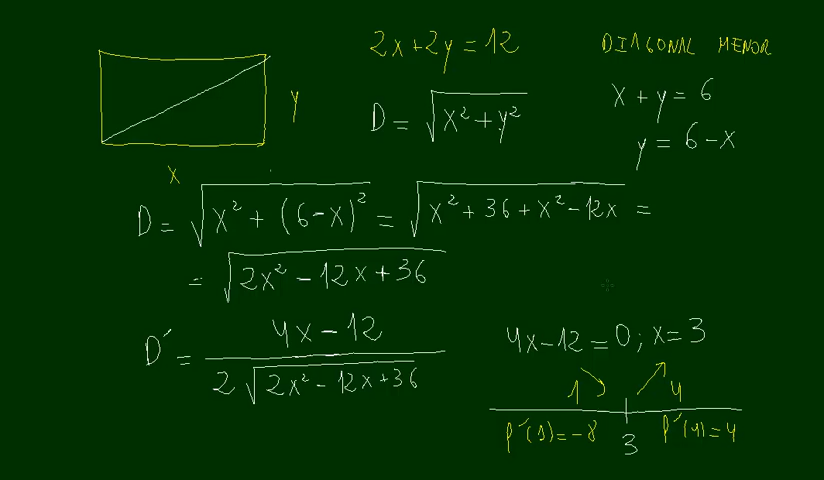 2x+2y=12
DIAGONAL MENOR
D = √(x²+y²)
x+y=6
y = 6-x
y
x
D = √(x²+(6-x)²) = √(x²+36+x²-12x) =
= √(2x²-12x+36)
D´ = (4x-12)/(2√(2x²-12x+36))
4x-12=0; x=3
1 4
f´(1)=-8 3 f´(4)=4